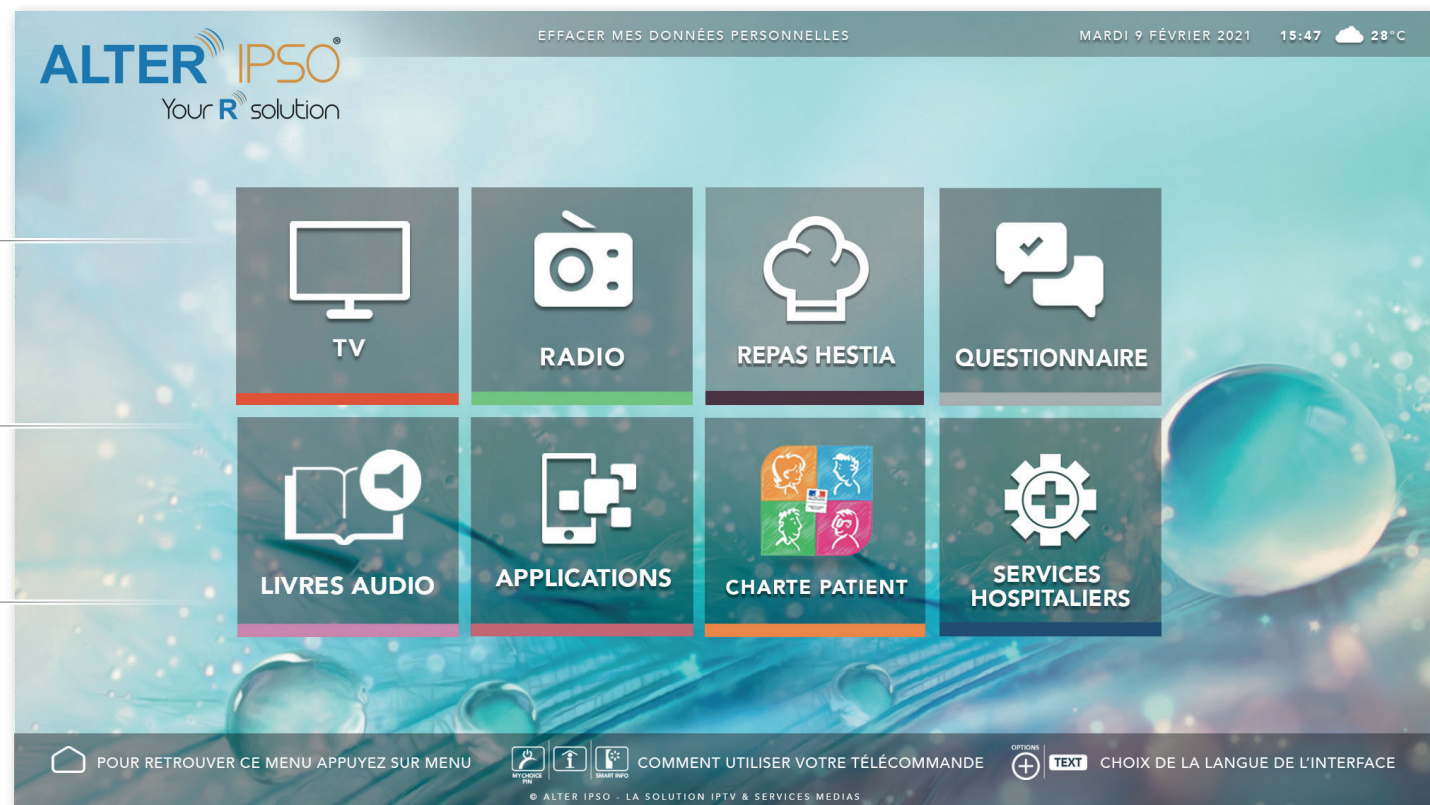 EFFACER MES DONNÉES PERSONNELLES
MARDI 9 FÉVRIER 2021 15:47 28°C
ALTER IPSO®
Your R solution
TV
RADIO
REPAS HESTIA
QUESTIONNAIRE
LIVRES AUDIO
APPLICATIONS
CHARTE PATIENT
SERVICES
HOSPITALIERS
POUR RETROUVER CE MENU APPUYEZ SUR MENU
MYCHOICE
PIN
SMART INFO
COMMENT UTILISER VOTRE TÉLÉCOMMANDE
OPTIONS
TEXT
CHOIX DE LA LANGUE DE L'INTERFACE
© ALTER IPSO - LA SOLUTION IPTV & SERVICES MEDIAS